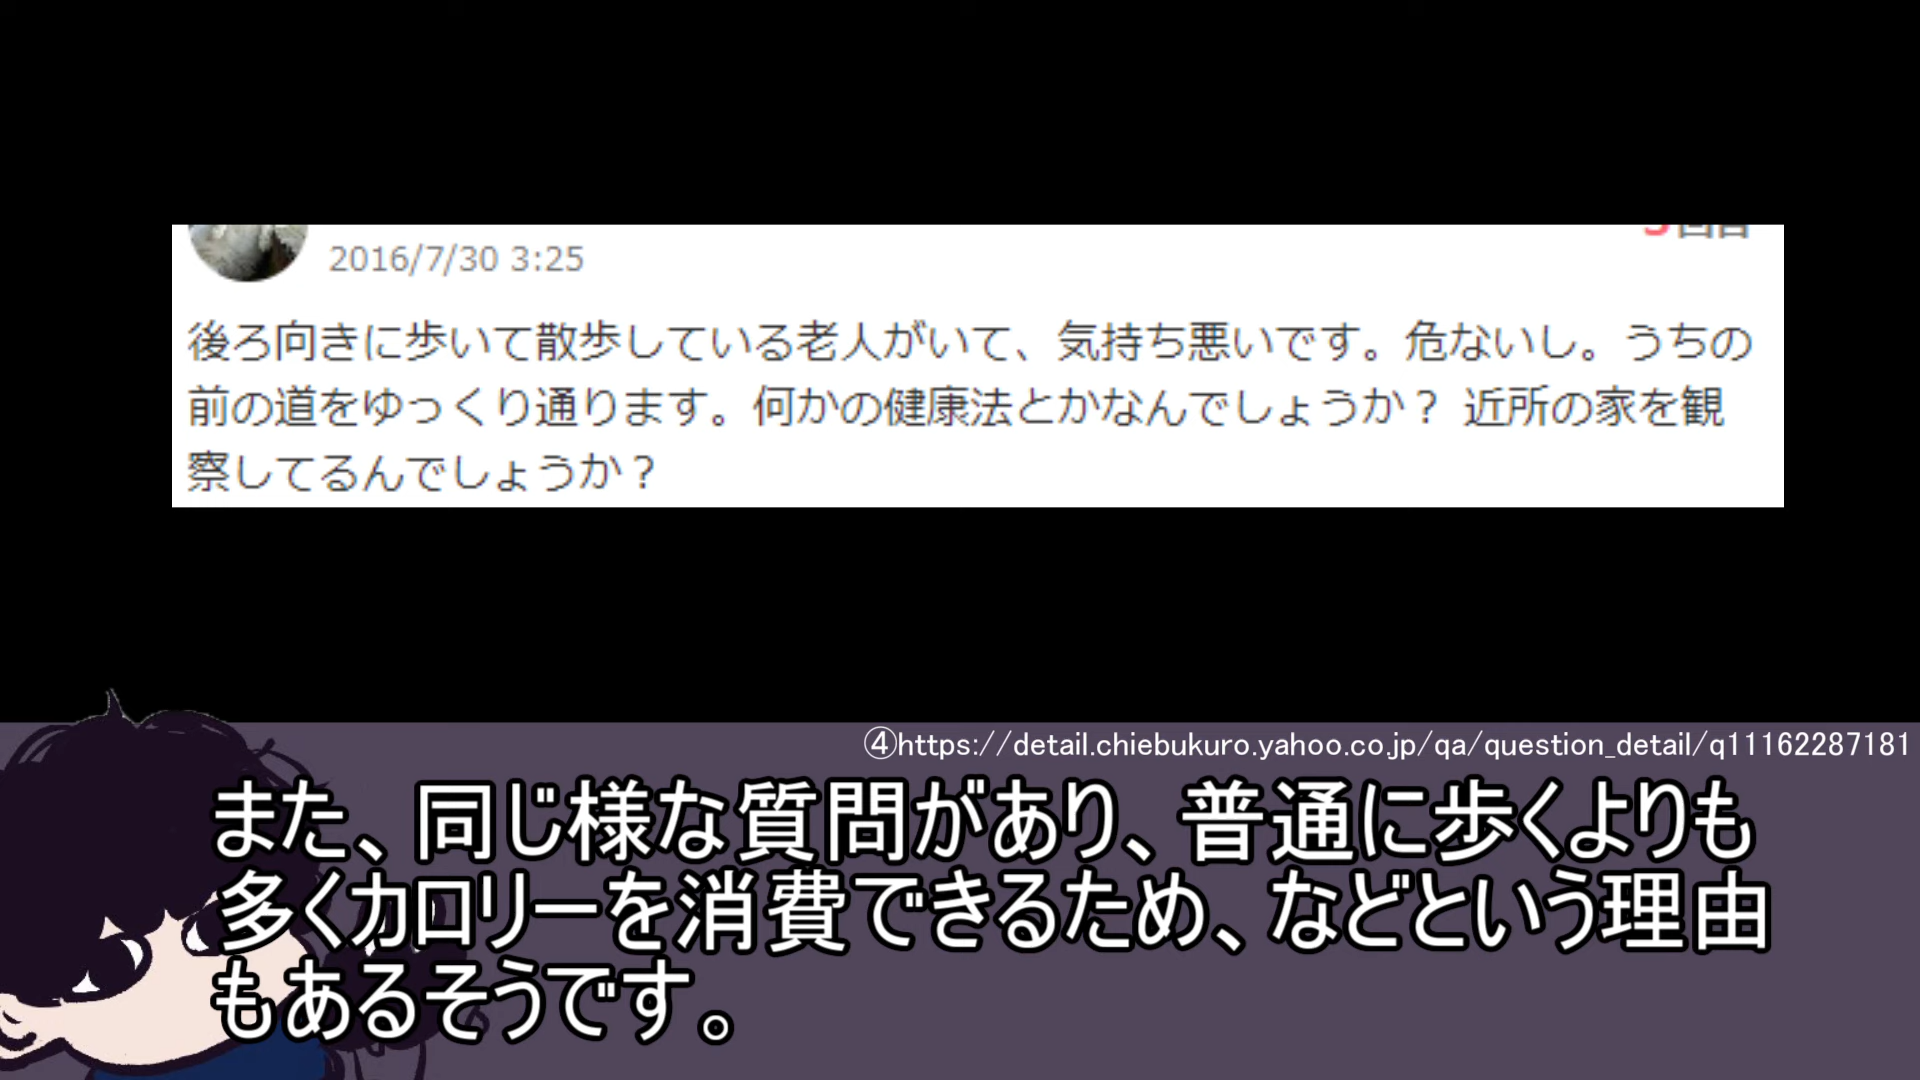 2016/7/30 3:25
後ろ向きに歩いて散歩している老人がいて、気持ち悪いです。危ないし。うちの
前の道をゆっくり通ります。何かの健康法とかなんでしょうか？ 近所の家を観
察してるんでしょうか？
④https://detail.chiebukuro.yahoo.co.jp/qa/question_detail/q11162287181
また、同じ様な質問があり、普通に歩くよりも
多くカロリーを消費できるため、などという理由
もあるそうです。